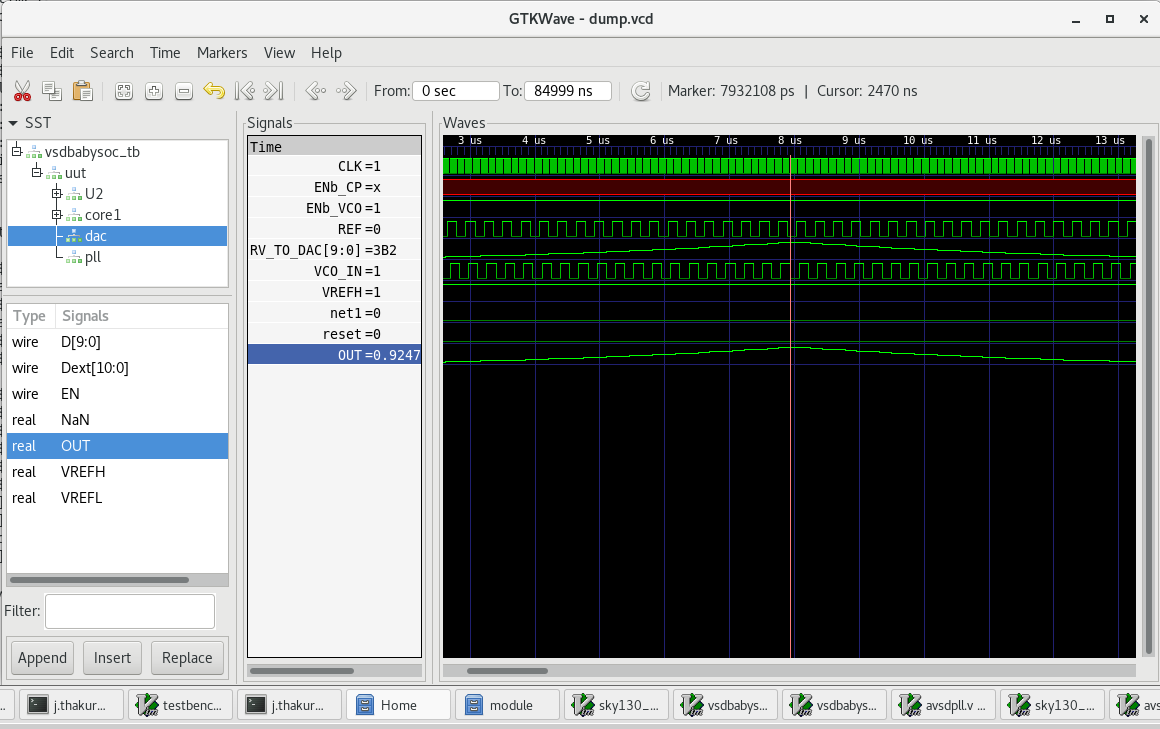 GTKWave - dump.vcd
File Edit Search Time Markers View Help
From: 0 sec To: 84999 ns Marker: 7932108 ps | Cursor: 2470 ns
SST
vsdbabysoc_tb
uut
U2
core1
dac
pll
Type Signals
wire D[9:0]
wire Dext[10:0]
wire EN
real NaN
real OUT
real VREFH
real VREFL
Filter:
Append Insert Replace
Signals
Time
CLK=1
ENb_CP=x
ENb_VCO=1
REF=0
RV_TO_DAC[9:0]=3B2
VCO_IN=1
VREFH=1
net1=0
reset=0
OUT=0.9247
Waves
3 us 4 us 5 us 6 us 7 us 8 us 9 us 10 us 11 us 12 us 13 us
... j.thakur... testbenc... j.thakur... Home module sky130_... vsdbabys... vsdbabys... avsdpll.v ... sky130_... avs